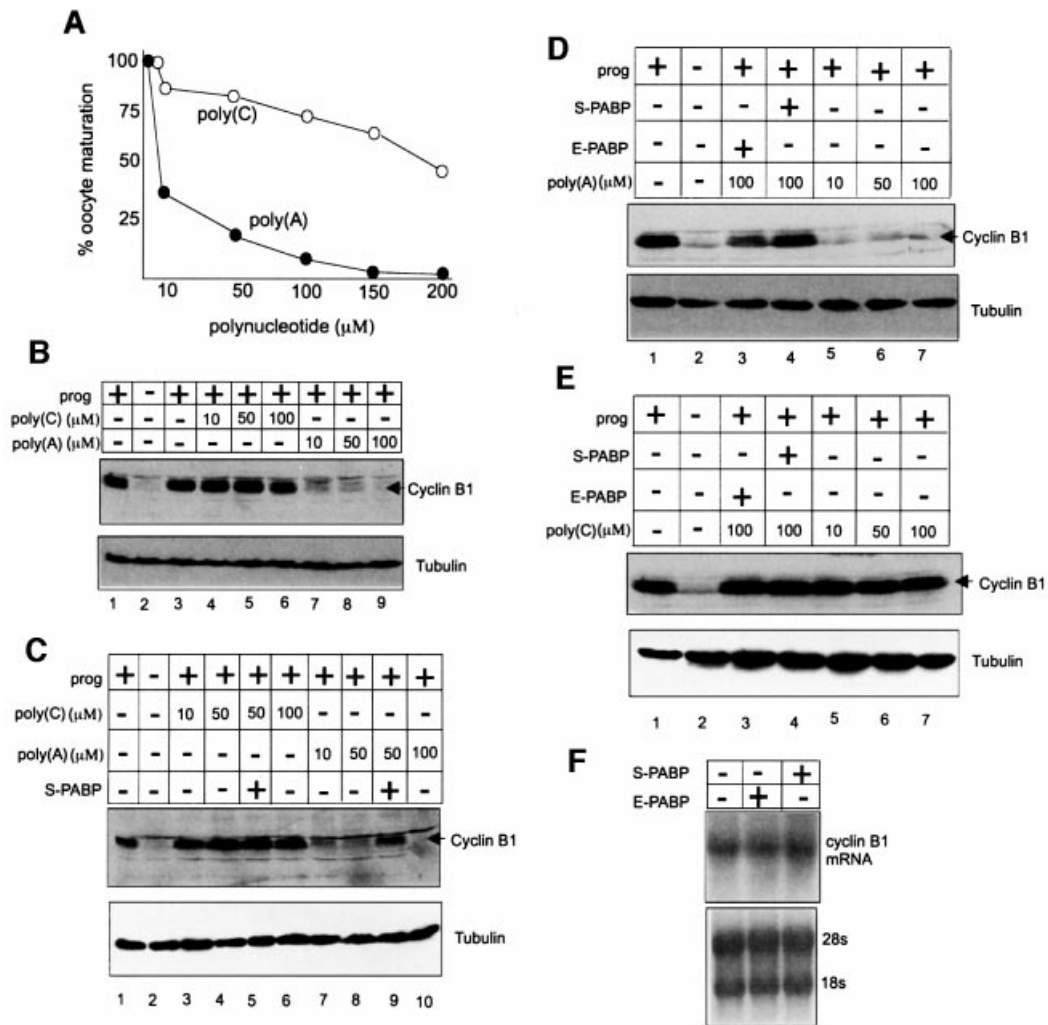 A
% oocyte maturation
100
75
50
25
poly(C)
poly(A)
10 50 100 150 200
polynucleotide (µM)
B
prog + - + + + + + + +
poly(C) (µM) - - - 10 50 100 - - -
poly(A) (µM) - - - - - - 10 50 100
Cyclin B1
Tubulin
1 2 3 4 5 6 7 8 9
C
prog + - + + + + + + + +
poly(C) (µM) - - 10 50 50 100 - - - -
poly(A) (µM) - - - - - - 10 50 50 100
S-PABP - - - - + - - - + -
Cyclin B1
Tubulin
1 2 3 4 5 6 7 8 9 10
D
prog + - + + + + +
S-PABP - - - + - - -
E-PABP - - + - - - -
poly(A) (µM) - - 100 100 10 50 100
Cyclin B1
Tubulin
1 2 3 4 5 6 7
E
prog + - + + + + +
S-PABP - - - + - - -
E-PABP - - + - - - -
poly(C) (µM) - - 100 100 10 50 100
Cyclin B1
Tubulin
1 2 3 4 5 6 7
F
S-PABP - - +
E-PABP - + -
cyclin B1
mRNA
28s
18s